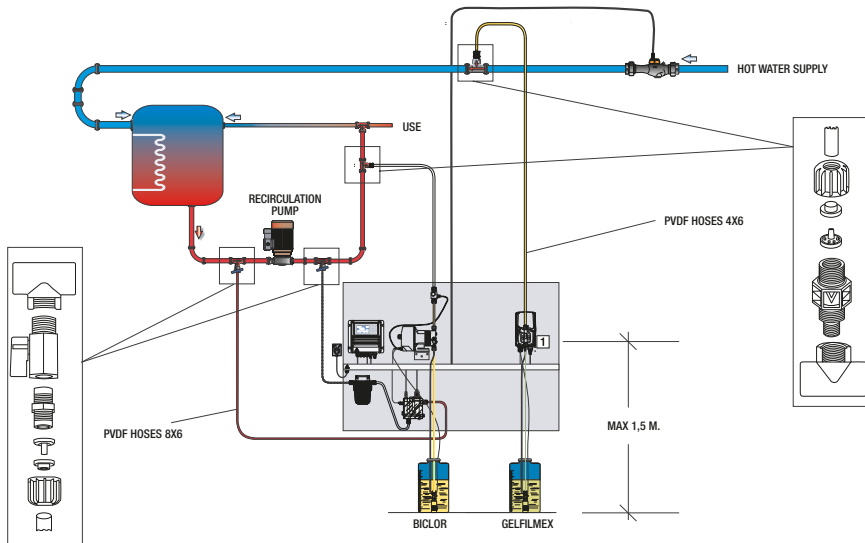 HOT WATER SUPPLY
USE
RECIRCULATION
PUMP
PVDF HOSES 4X6
1
MAX 1,5 M.
PVDF HOSES 8X6
BICLOR
GELFILMEX